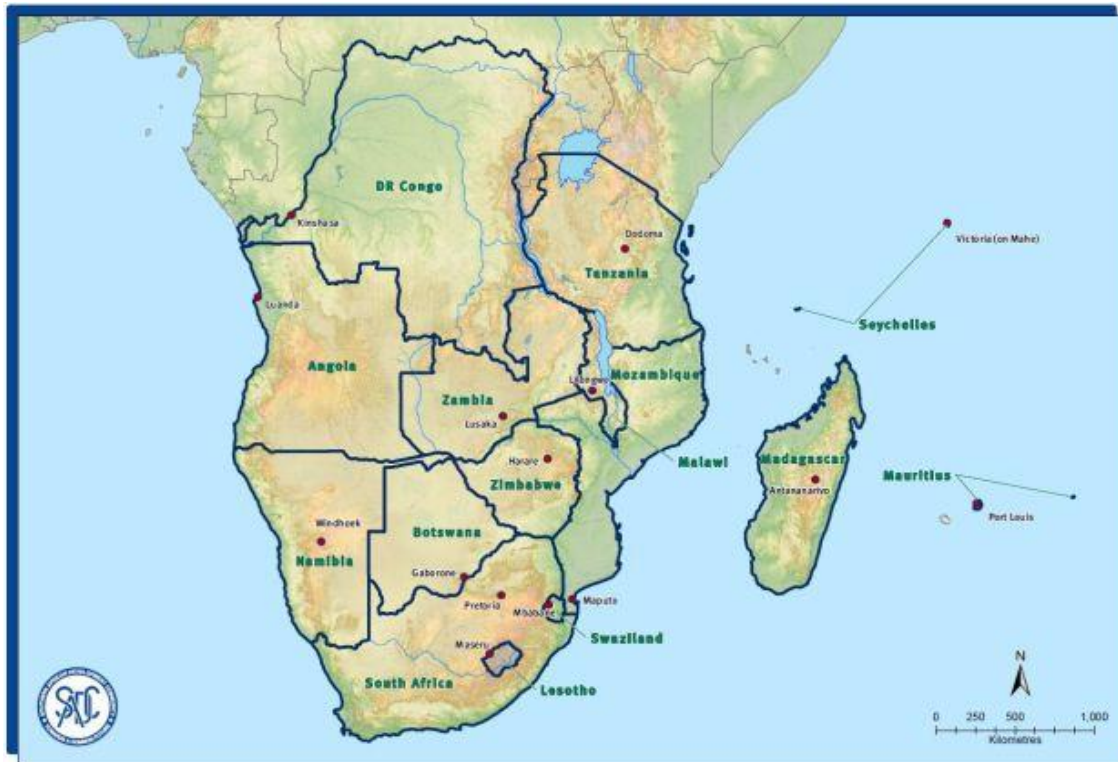 DR Congo
Kinshasa
Dodoma
Victoria (on Mahe)
Tanzania
Luanda
Seychelles
Angola
Mozambique
Lilongwe
Zambia
Lusaka
Malawi
Harare
Madagascar
Zimbabwe
Mauritius
Antananarivo
Port Louis
Windhoek
Botswana
Namibia
Gaborone
Pretoria
Mbabane
Maputo
Swaziland
Maseru
South Africa
Lesotho
N
SADC
0 250 500 1,000
Kilometres